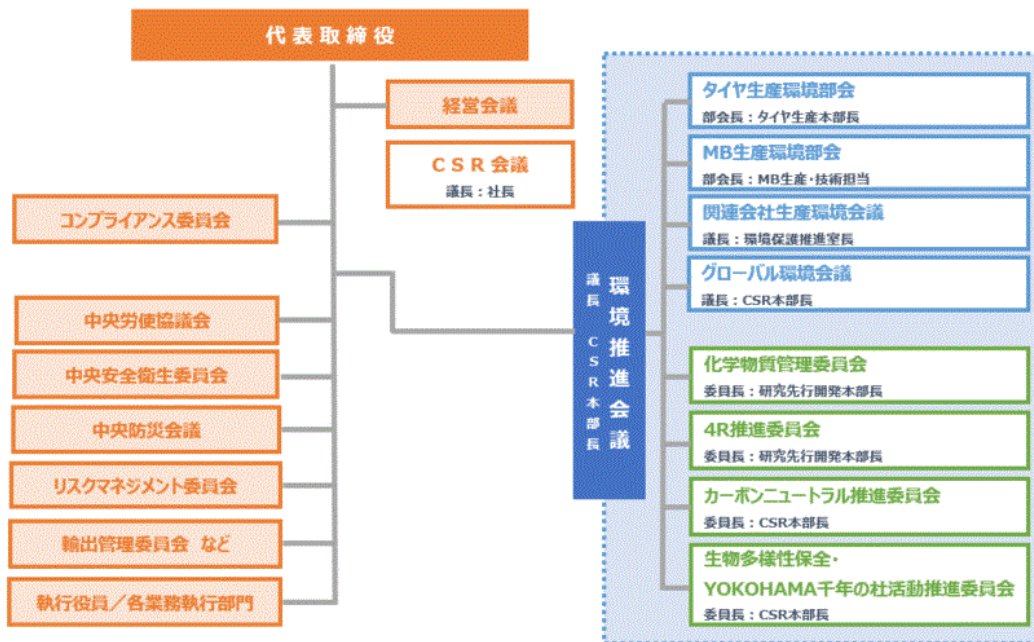 代表取締役
経営会議
CSR会議
議長：社長
コンプライアンス委員会
中央労使協議会
中央安全衛生委員会
中央防災会議
リスクマネジメント委員会
輸出管理委員会 など
執行役員／各業務執行部門
環境推進会議
議長 CSR本部長
タイヤ生産環境部会
部会長：タイヤ生産本部長
MB生産環境部会
部会長：MB生産・技術担当
関連会社生産環境会議
議長：環境保護推進室長
グローバル環境会議
議長：CSR本部長
化学物質管理委員会
委員長：研究先行開発本部長
4R推進委員会
委員長：研究先行開発本部長
カーボンニュートラル推進委員会
委員長：CSR本部長
生物多様性保全・
YOKOHAMA千年の杜活動推進委員会
委員長：CSR本部長